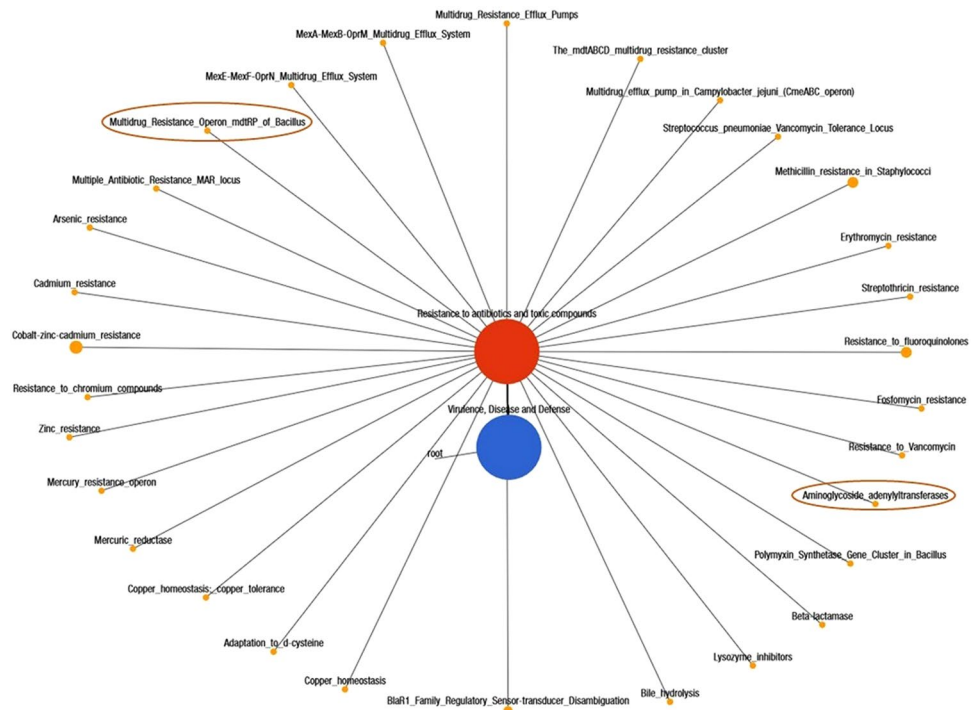 Multidrug_Resistance_Efflux_Pumps
MexA-MexB-OprM_Multidrug_Efflux_System
The_mdtABCD_multidrug_resistance_cluster
MexE-MexF-OprN_Multidrug_Efflux_System
Multidrug_efflux_pump_in_Campylobacter_jejuni_(CmeABC_operon)
Multidrug_Resistance_Operon_mdtRP_of_Bacillus
Streptococcus_pneumoniae_Vancomycin_Tolerance_Locus
Multiple_Antibiotic_Resistance_MAR_locus
Methicillin_resistance_in_Staphylococci
Arsenic_resistance
Erythromycin_resistance
Cadmium_resistance
Streptothricin_resistance
Resistance to antibiotics and toxic compounds
Cobalt-zinc-cadmium_resistance
Resistance_to_fluoroquinolones
Resistance_to_chromium_compounds
Fosfomycin_resistance
Virulence, Disease and Defense
Zinc_resistance
Resistance_to_Vancomycin
root
Mercury_resistance_operon
Aminoglycoside_adenylyltransferases
Mercuric_reductase
Polymyxin_Synthetase_Gene_Cluster_in_Bacillus
Copper_homeostasis:_copper_tolerance
Beta-lactamase
Adaptation_to_d-cysteine
Lysozyme_inhibitors
Copper_homeostasis
Bile_hydrolysis
BlaR1_Family_Regulatory_Sensor-transducer_Disambiguation